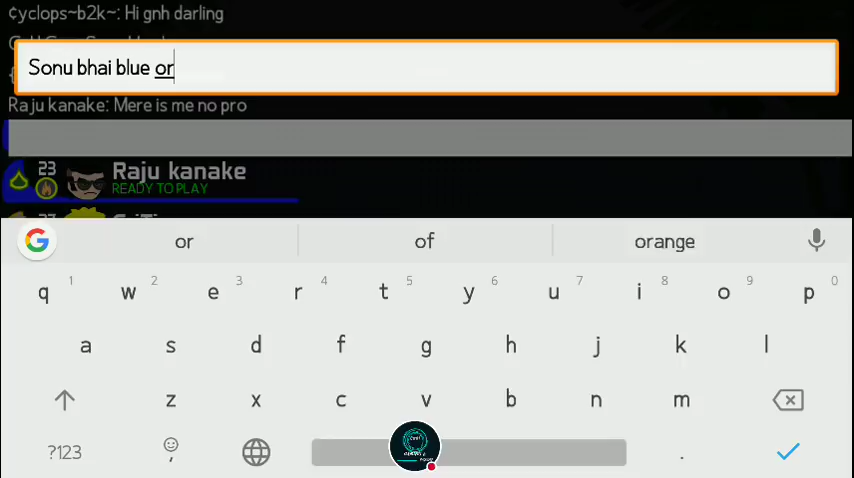 ¢yclops~b2k~: Hi gnh darling
Sonu bhai blue or
Raju kanake: Mere is me no pro
23
Raju kanake
READY TO PLAY
or of orange
1 2 3 4 5 6 7 8 9 0
q w e r t y u i o p
a s d f g h j k l
z x c v b n m
?123 , .